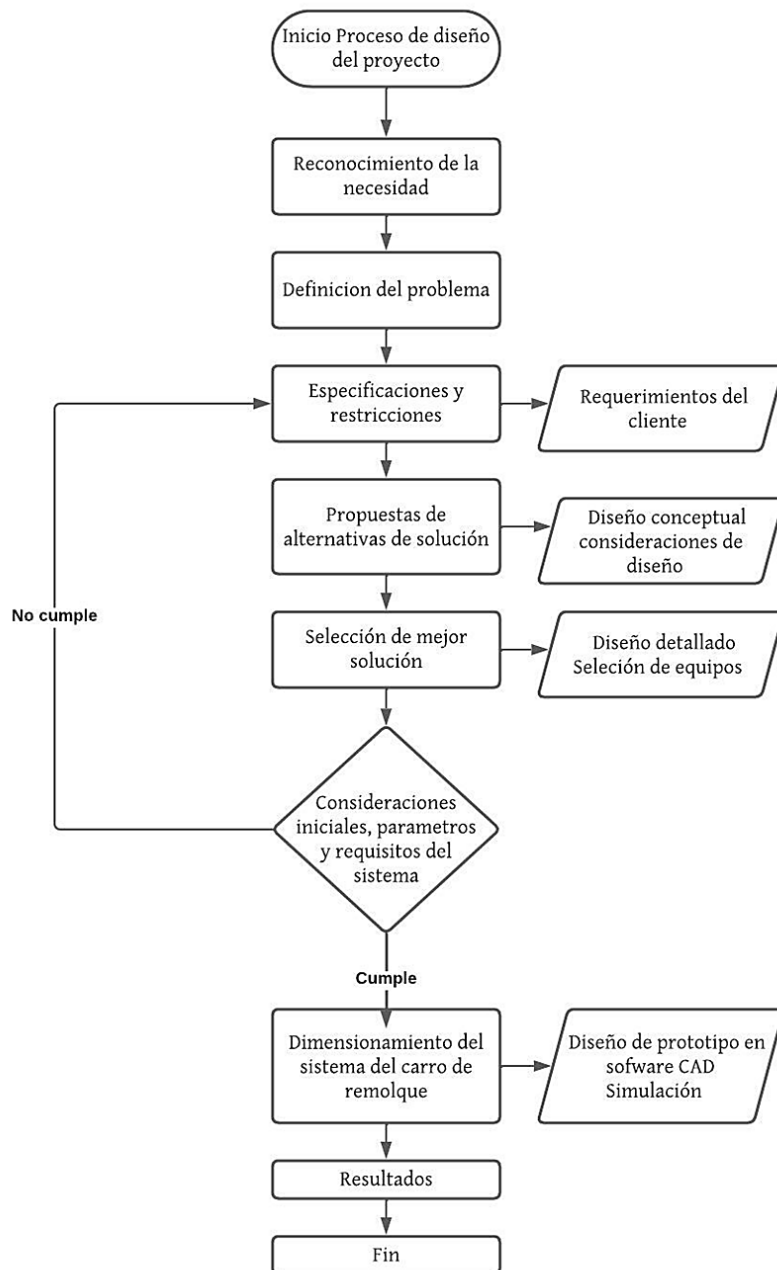 Inicio Proceso de diseño
del proyecto
Reconocimiento de la
necesidad
Definicion del problema
Especificaciones y
restricciones
Requerimientos del
cliente
Propuestas de
alternativas de solución
Diseño conceptual
consideraciones de
diseño
No cumple
Selección de mejor
solución
Diseño detallado
Seleción de equipos
Consideraciones
iniciales, parametros
y requisitos del
sistema
Cumple
Dimensionamiento del
sistema del carro de
remolque
Diseño de prototipo en
sofware CAD
Simulación
Resultados
Fin